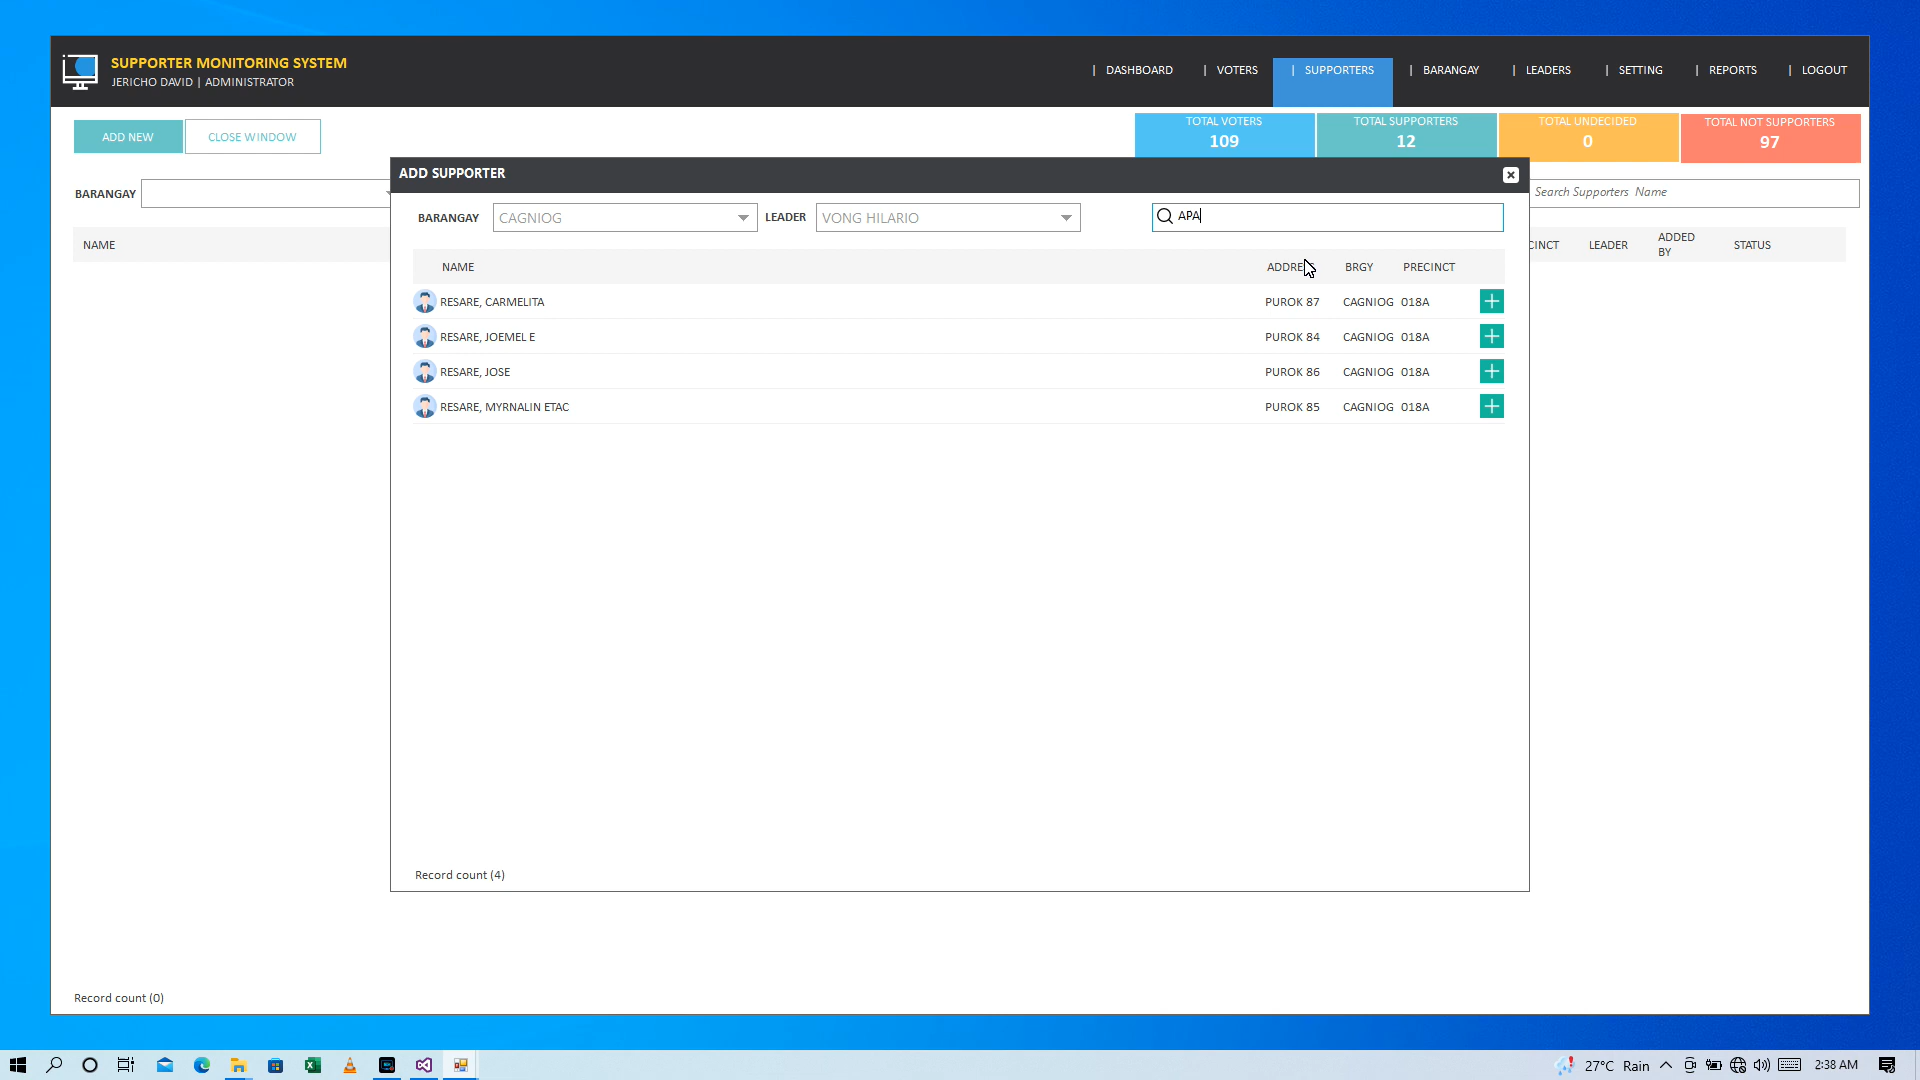 SUPPORTER MONITORING SYSTEM
JERICHO DAVID | ADMINISTRATOR
| DASHBOARD | VOTERS | SUPPORTERS | BARANGAY | LEADERS | SETTING | REPORTS | LOGOUT
ADD NEW CLOSE WINDOW
TOTAL VOTERS
109
TOTAL SUPPORTERS
12
TOTAL UNDECIDED
0
TOTAL NOT SUPPORTERS
97
BARANGAY
Search Supporters Name
NAME
CINCT LEADER ADDED BY STATUS
ADD SUPPORTER
BARANGAY CAGNIOG LEADER VONG HILARIO APA
NAME ADDRE BRGY PRECINCT
RESARE, CARMELITA PUROK 87 CAGNIOG 018A
RESARE, JOEMEL E PUROK 84 CAGNIOG 018A
RESARE, JOSE PUROK 86 CAGNIOG 018A
RESARE, MYRNALIN ETAC PUROK 85 CAGNIOG 018A
Record count (4)
Record count (0)
27°C Rain 2:38 AM